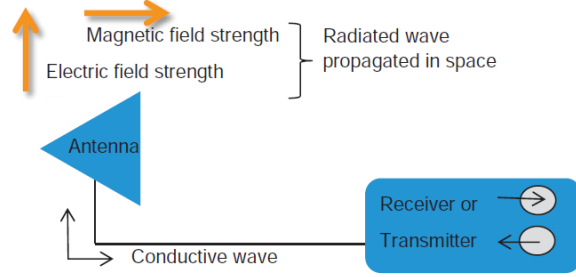 Magnetic field strength
Electric field strength
Radiated wave
propagated in space
Antenna
Receiver or
Transmitter
Conductive wave